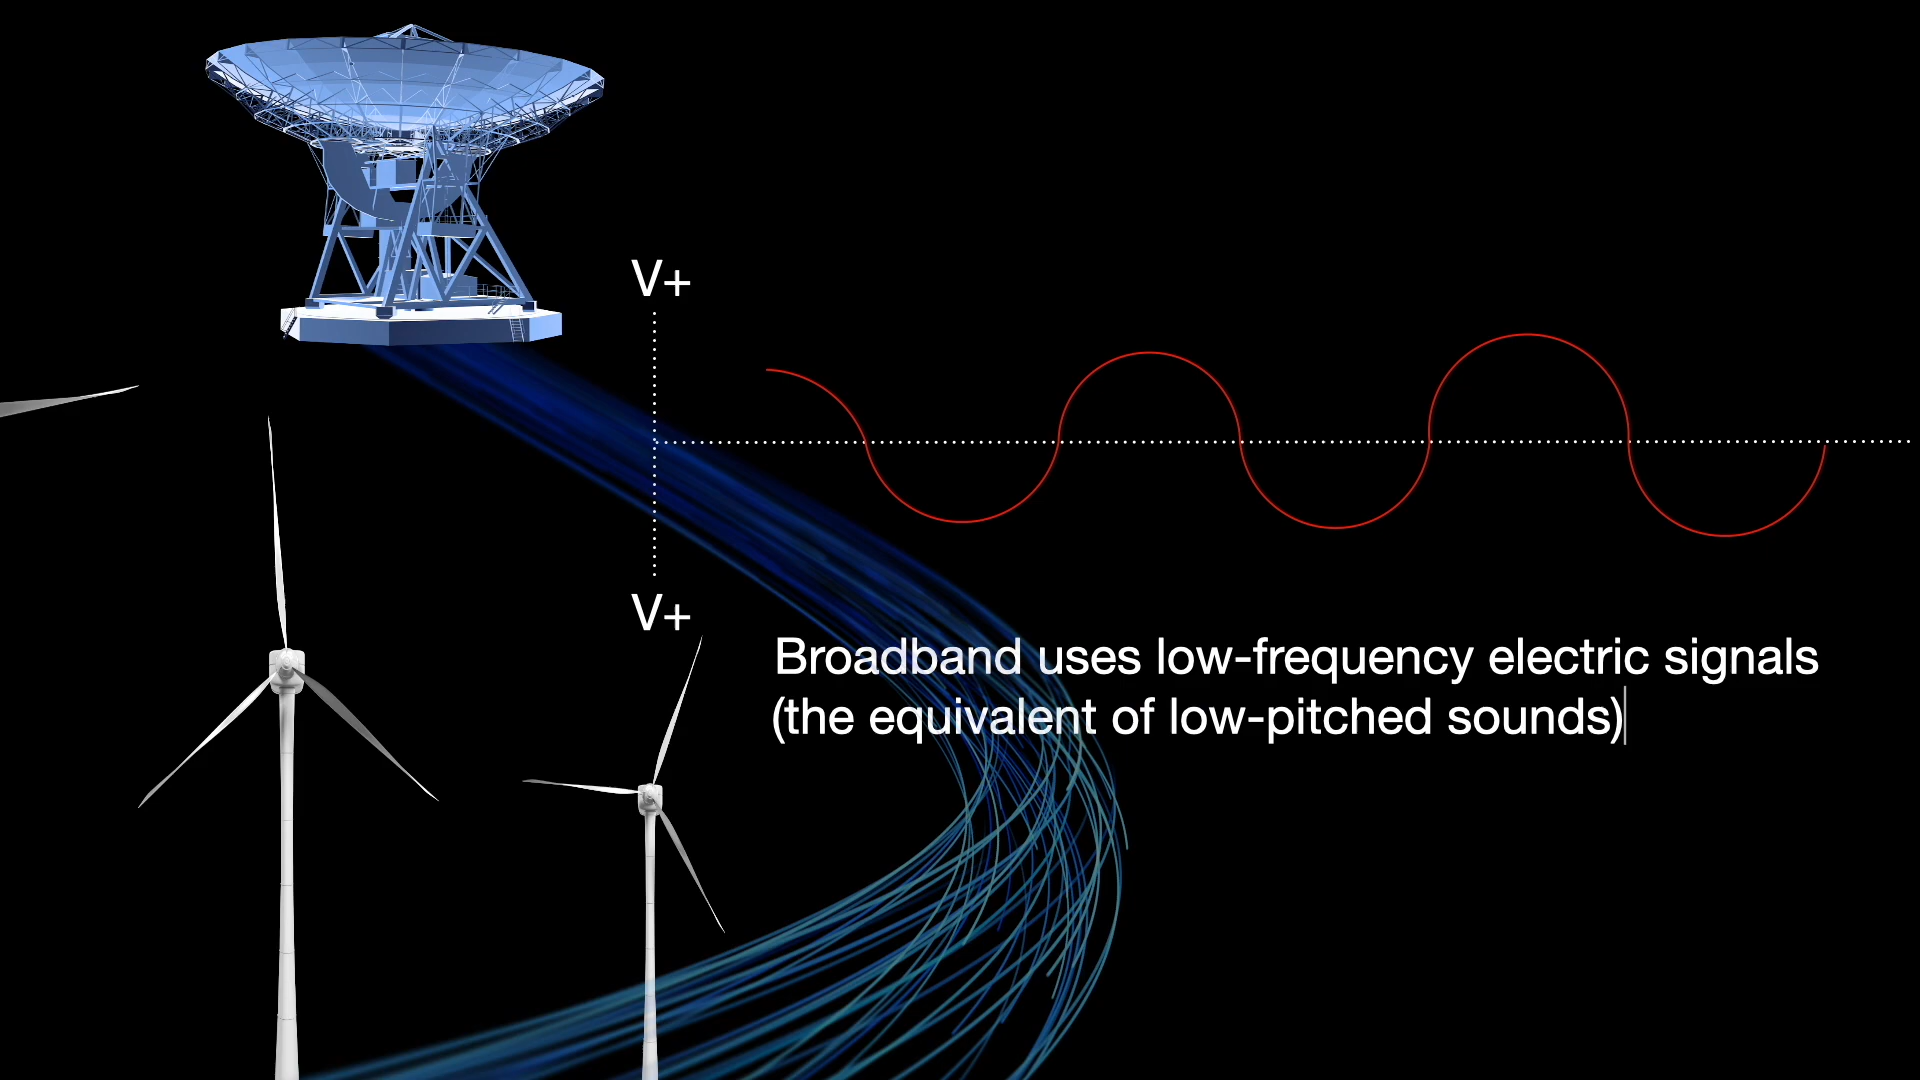 V+
V+
Broadband uses low-frequency electric signals
(the equivalent of low-pitched sounds)